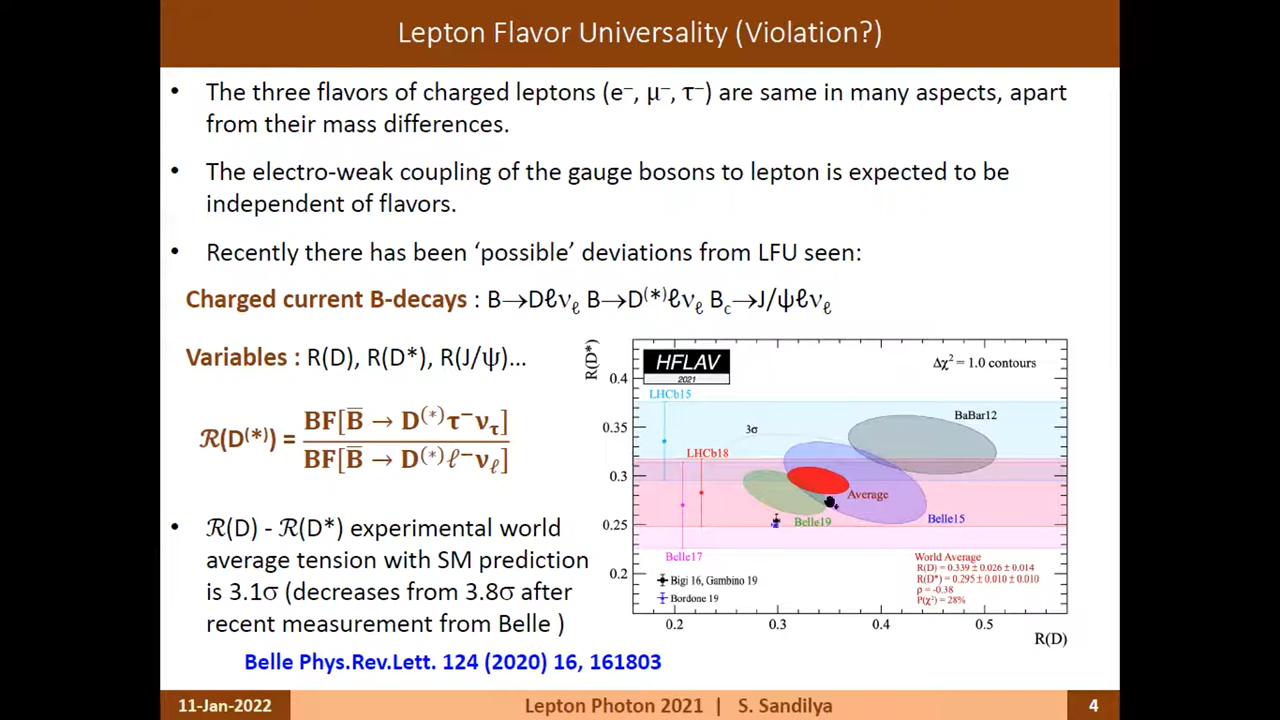 Lepton Flavor Universality (Violation?)
• The three flavors of charged leptons (e⁻, μ⁻, τ⁻) are same in many aspects, apart
from their mass differences.
• The electro-weak coupling of the gauge bosons to lepton is expected to be
independent of flavors.
• Recently there has been ‘possible’ deviations from LFU seen:
Charged current B-decays : B→Dℓν_ℓ B→D⁽*⁾ℓν_ℓ B_c→J/ψℓν_ℓ
Variables : R(D), R(D*), R(J/ψ)...
ℛ(D⁽*⁾) = BF[B̅ → D⁽*⁾τ⁻ν_τ] / BF[B̅ → D⁽*⁾ℓ⁻ν_ℓ]
• ℛ(D) - ℛ(D*) experimental world
average tension with SM prediction
is 3.1σ (decreases from 3.8σ after
recent measurement from Belle )
Belle Phys.Rev.Lett. 124 (2020) 16, 161803
R(D*)
HFLAV
2021
Δχ² = 1.0 contours
0.4
0.35
0.3
0.25
0.2
LHCb15
BaBar12
3σ
LHCb18
Average
Belle19
Belle15
Belle17
World Average
R(D) = 0.339 ± 0.026 ± 0.014
R(D*) = 0.295 ± 0.010 ± 0.010
ρ = -0.38
P(χ²) = 28%
Bigi 16, Gambino 19
Bordone 19
0.2 0.3 0.4 0.5
R(D)
11-Jan-2022
Lepton Photon 2021 | S. Sandilya
4